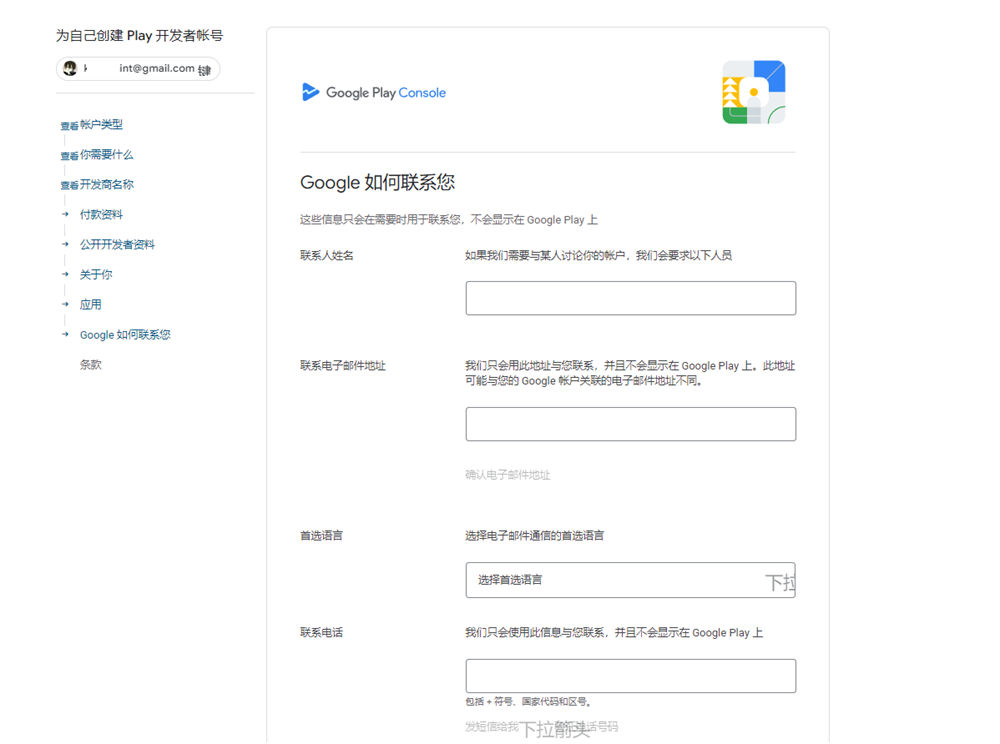 为自己创建 Play 开发者帐号
int@gmail.com
查看帐户类型
查看你需要什么
查看开发商名称
付款资料
公开开发者资料
关于你
应用
Google 如何联系您
条款
Google Play Console
Google 如何联系您
这些信息只会在需要时用于联系您，不会显示在 Google Play 上
联系人姓名
如果我们需要与某人讨论你的帐户，我们会要求以下人员
联系电子邮件地址
我们只会用此地址与您联系，并且不会显示在 Google Play 上。此地址
可能与您的 Google 帐户关联的电子邮件地址不同。
确认电子邮件地址
首选语言
选择电子邮件通信的首选语言
选择首选语言
下拉
联系电话
我们只会使用此信息与您联系，并且不会显示在 Google Play 上
包括 + 符号、国家代码和区号。
发短信给我
下拉箭头
话号码